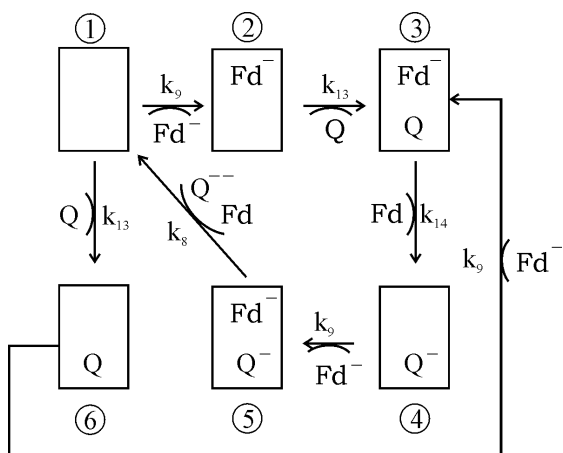 ① ② ③
k₉ Fd⁻ k₁₃ Fd⁻
Fd⁻ Q Q
Q k₁₃ Q⁻⁻ Fd Fd k₁₄
k₈ k₉ Fd⁻
Fd⁻ k₉
Q Q⁻ Fd⁻ Q⁻
⑥ ⑤ ④